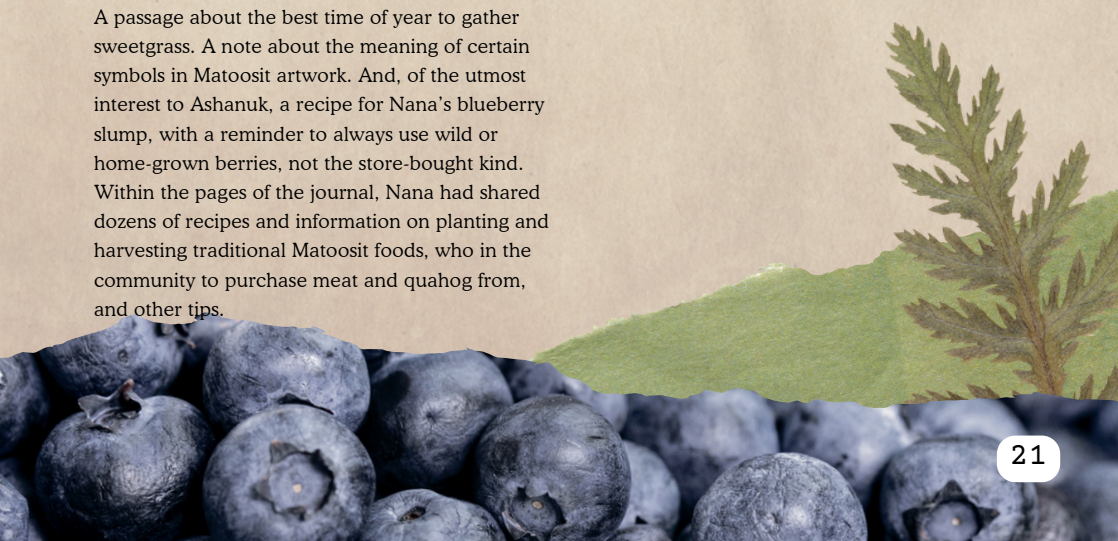 A passage about the best time of year to gather
sweetgrass. A note about the meaning of certain
symbols in Matoosit artwork. And, of the utmost
interest to Ashanuk, a recipe for Nana’s blueberry
slump, with a reminder to always use wild or
home-grown berries, not the store-bought kind.
Within the pages of the journal, Nana had shared
dozens of recipes and information on planting and
harvesting traditional Matoosit foods, who in the
community to purchase meat and quahog from,
and other tips.
21